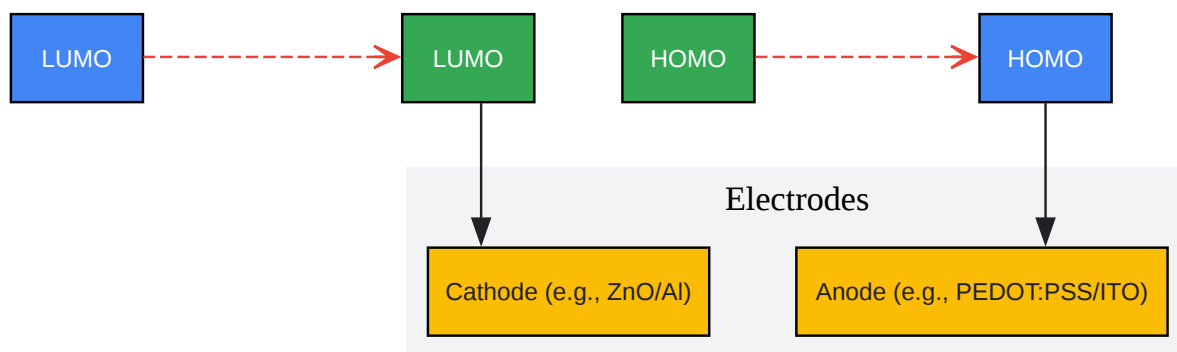 LUMO
LUMO
HOMO
HOMO
Electrodes
Cathode (e.g., ZnO/Al)
Anode (e.g., PEDOT:PSS/ITO)